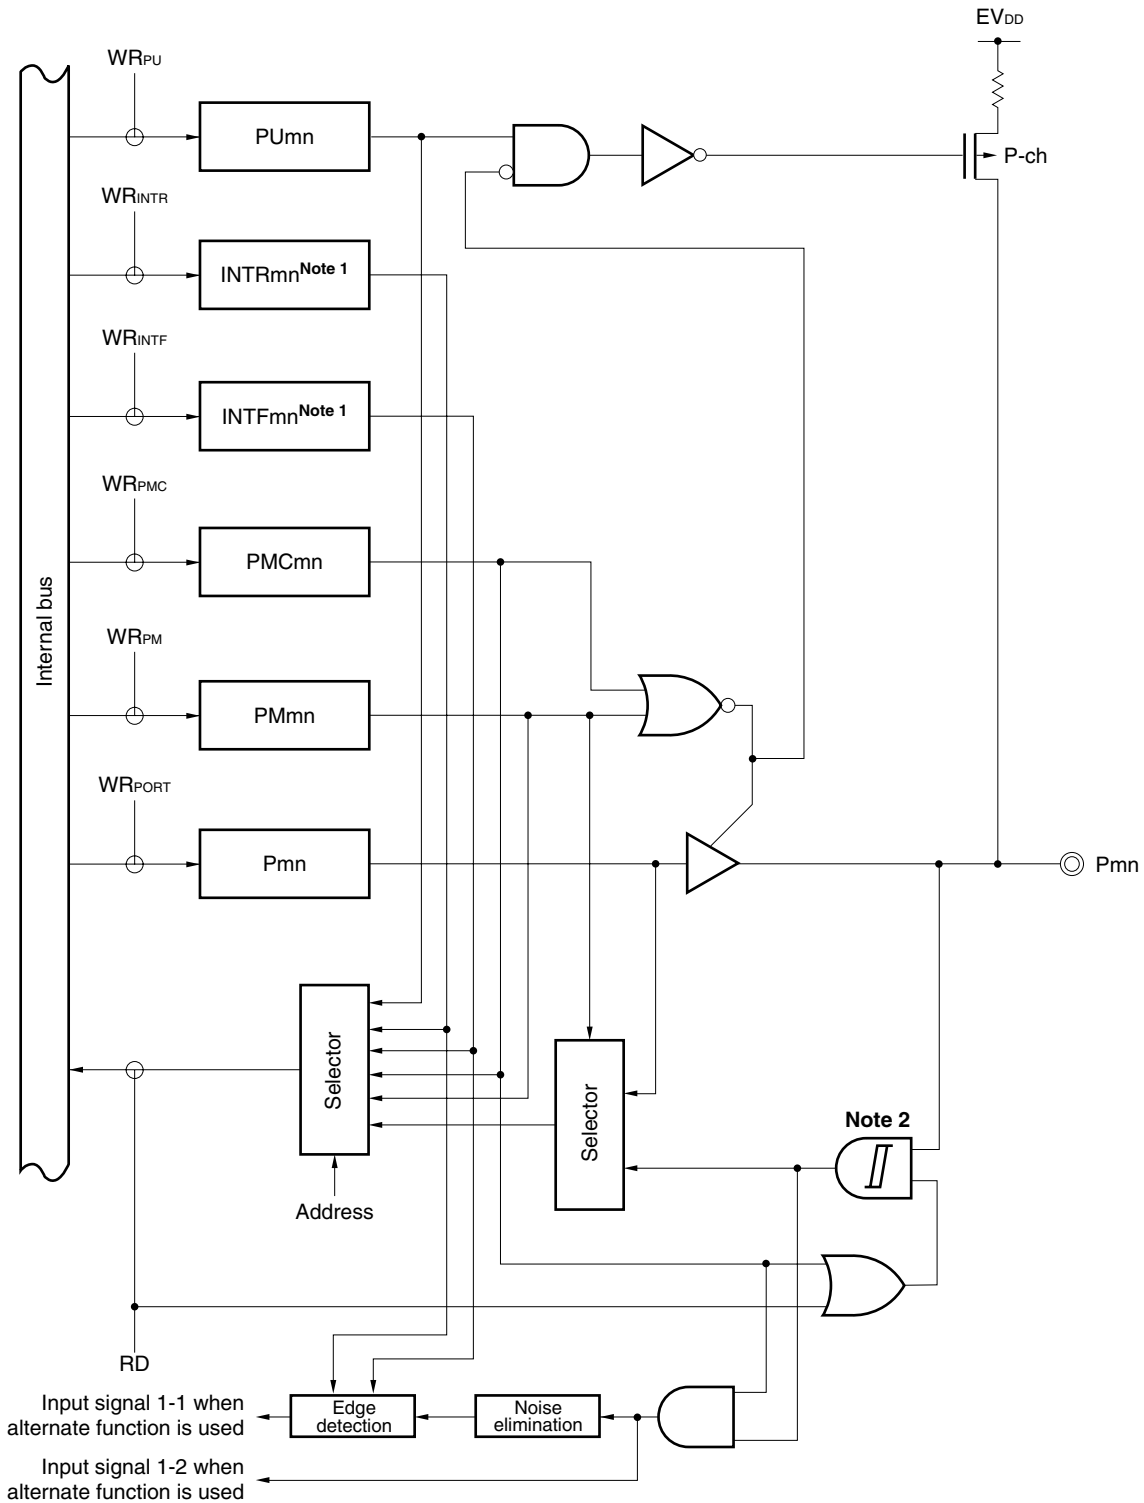 EVDD
WRPU
PUmn
P-ch
WRINTR
INTRmnNote 1
WRINTF
INTFmnNote 1
WRPMC
PMCmn
Internal bus
WRPM
PMmn
WRPORT
Pmn
Pmn
Selector
Selector
Note 2
Address
RD
Input signal 1-1 when
alternate function is used
Edge
detection
Noise
elimination
Input signal 1-2 when
alternate function is used